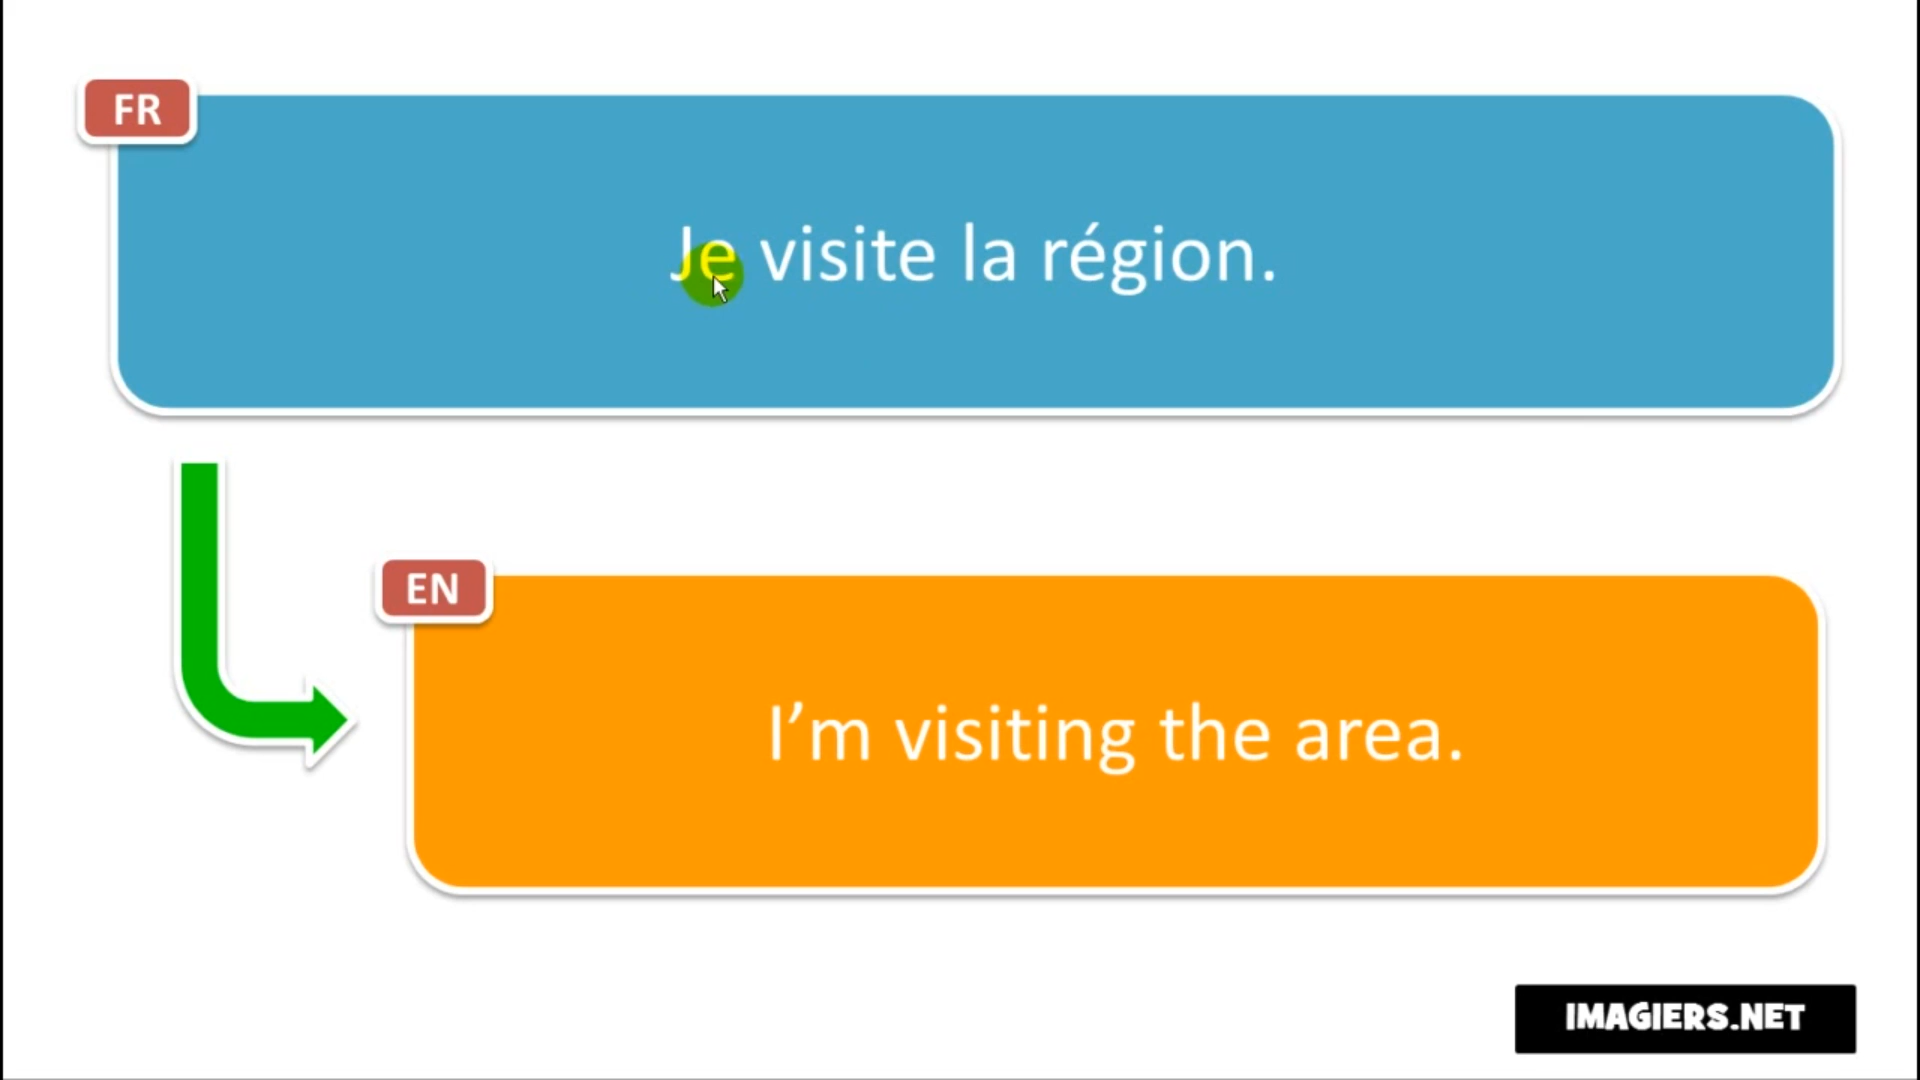 FR
Je visite la région.
EN
I’m visiting the area.
IMAGIERS.NET